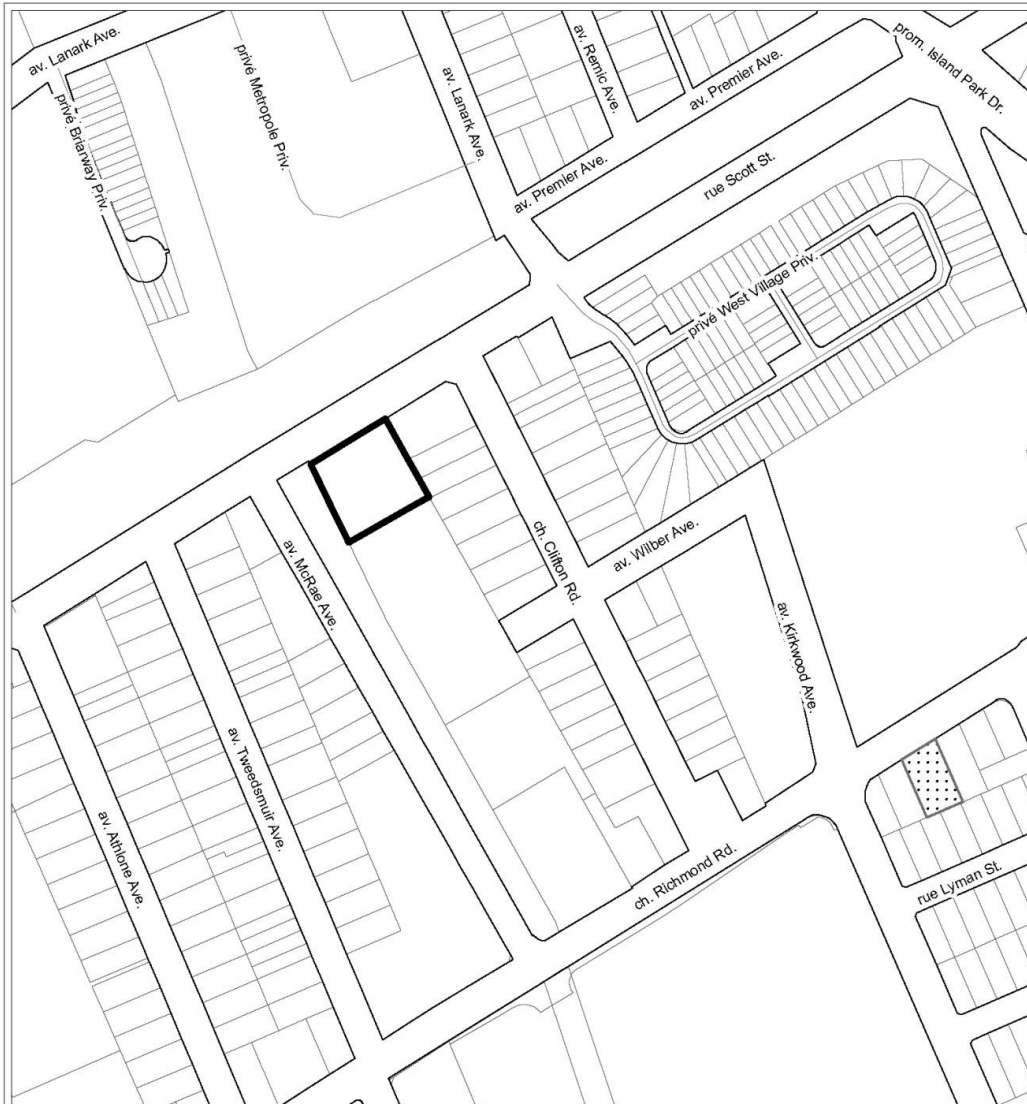 av. Lanark Ave.
privé Briarway Priv.
privé Metropole Priv.
av. Lanark Ave.
av. Remic Ave.
av. Premier Ave.
prom. Island Park Dr.
av. Premier Ave.
rue Scott St.
privé West Village Priv.
av. McRae Ave.
ch. Clifton Rd.
av. Wilber Ave.
av. Kirkwood Ave.
av. Tweedsmuir Ave.
av. Athlone Ave.
ch. Richmond Rd.
rue Lyman St.